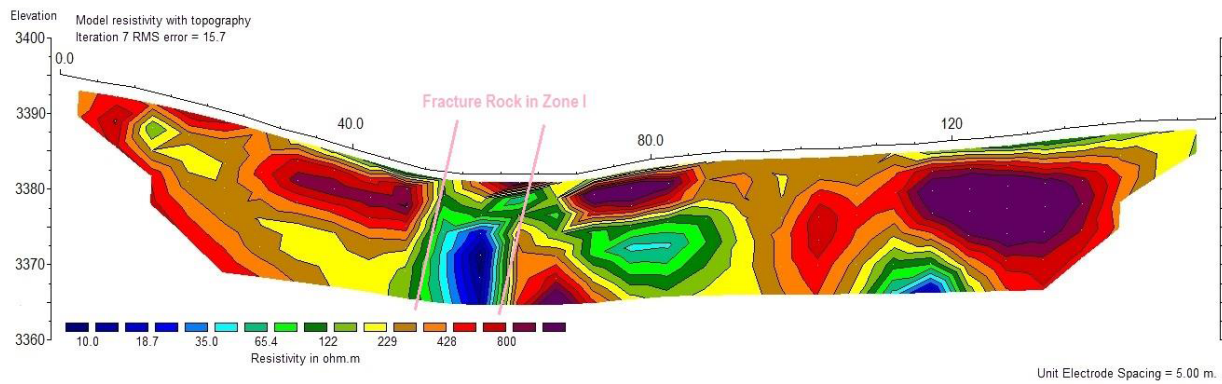 Elevation
Model resistivity with topography
Iteration 7 RMS error = 15.7
3400
0.0
Fracture Rock in Zone I
3390
40.0
80.0
120
3380
3370
3360
10.0 18.7 35.0 65.4 122 229 428 800
Resistivity in ohm.m
Unit Electrode Spacing = 5.00 m.